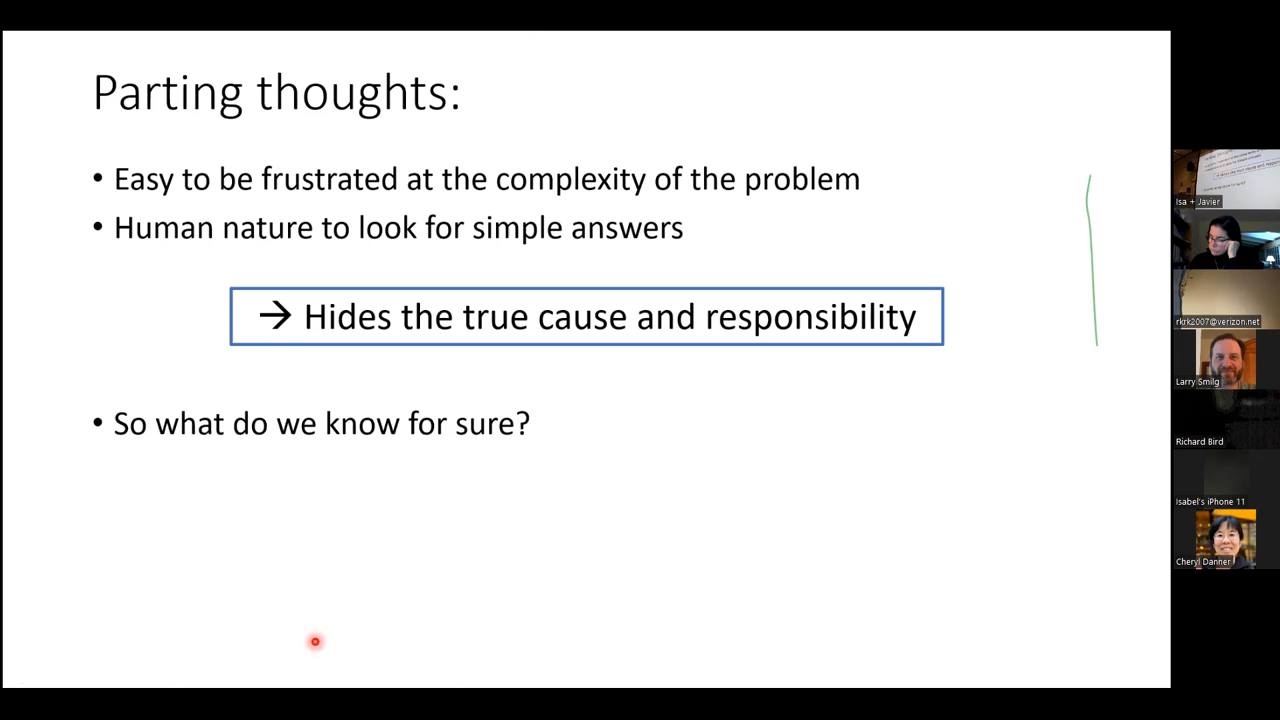 Parting thoughts:
• Easy to be frustrated at the complexity of the problem
• Human nature to look for simple answers
→ Hides the true cause and responsibility
• So what do we know for sure?
Isa + Javier
rkrk2007@verizon.net
Larry Smilg
Richard Bird
Isabel's iPhone 11
Cheryl Danner